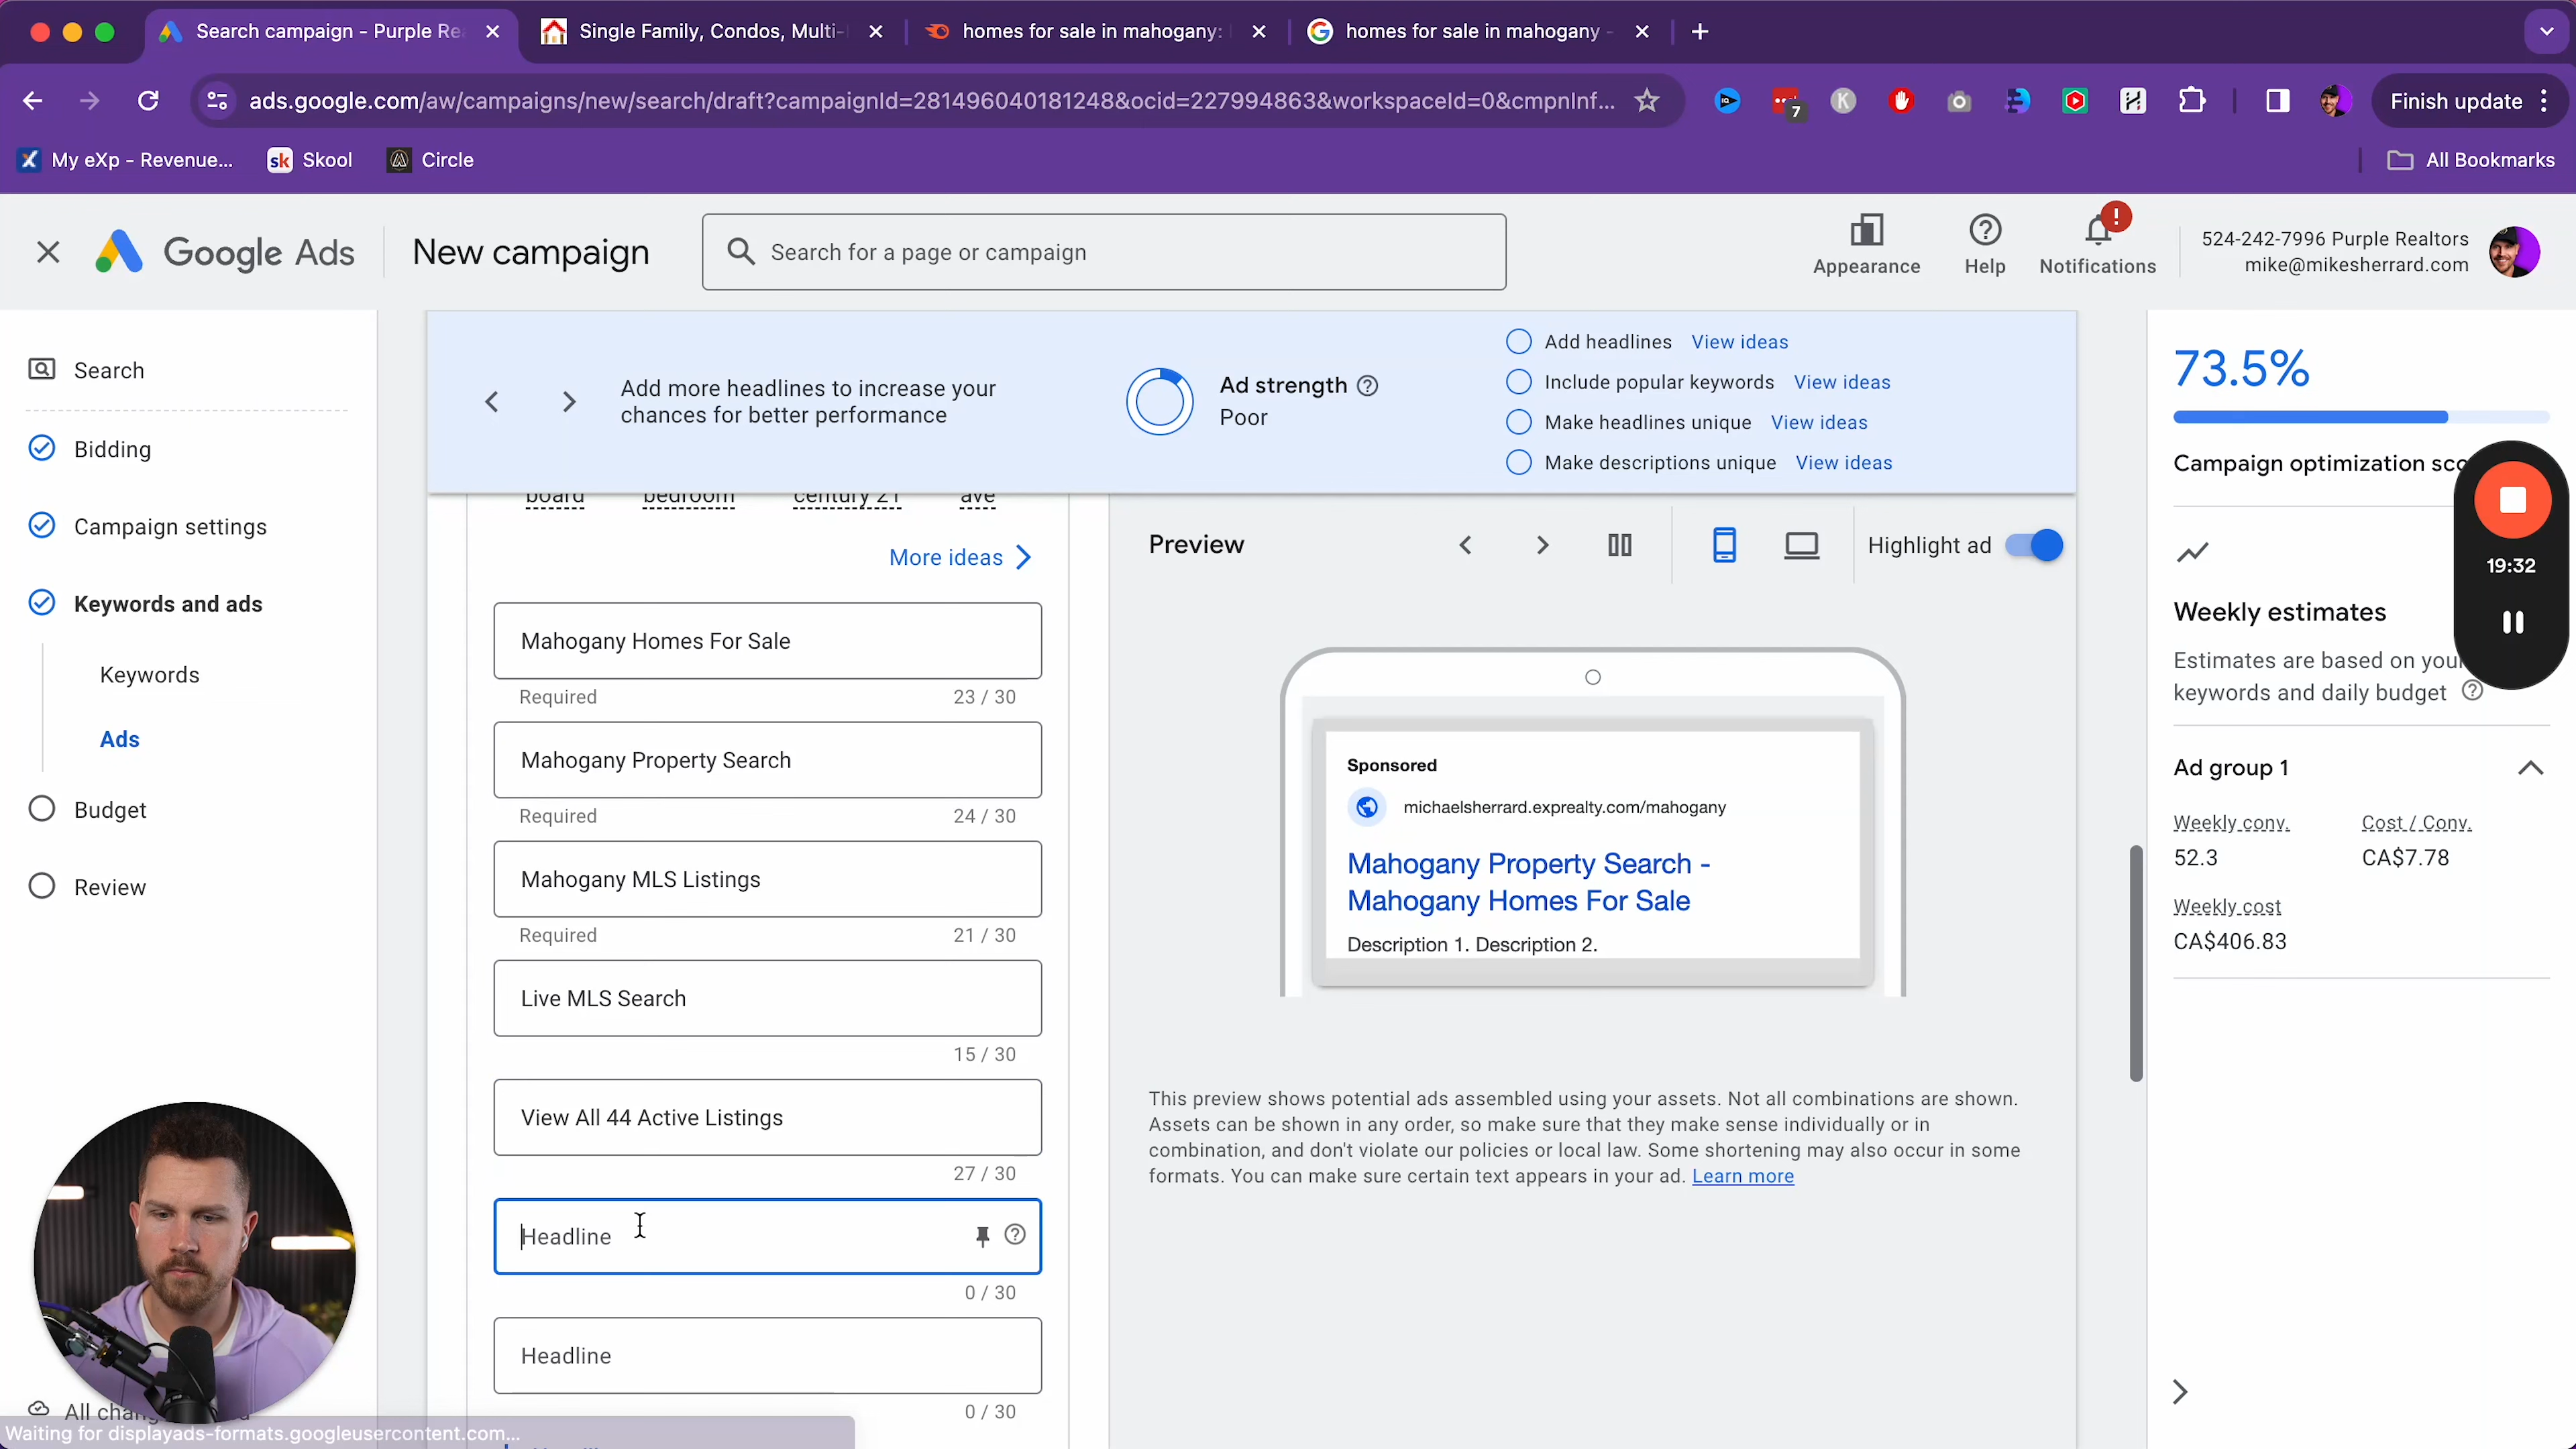 Search campaign - Purple Re
Single Family, Condos, Multi-
homes for sale in mahogany:
homes for sale in mahogany -
ads.google.com/aw/campaigns/new/search/draft?campaignId=281496040181248&ocid=227994863&workspaceId=0&cmpnInf...
7
K
Finish update
My eXp - Revenue...
sk Skool
Circle
All Bookmarks
Google Ads
New campaign
Search for a page or campaign
Appearance
Help
Notifications
524-242-7996 Purple Realtors
mike@mikesherrard.com
Search
Bidding
Campaign settings
Keywords and ads
Keywords
Ads
Budget
Review
Waiting for displayads-formats.googleusercontent.com...
Add more headlines to increase your
chances for better performance
Ad strength
Poor
Add headlines View ideas
Include popular keywords View ideas
Make headlines unique View ideas
Make descriptions unique View ideas
board bedroom century 21 ave
More ideas
Mahogany Homes For Sale
Required 23 / 30
Mahogany Property Search
Required 24 / 30
Mahogany MLS Listings
Required 21 / 30
Live MLS Search
15 / 30
View All 44 Active Listings
27 / 30
Headline
0 / 30
Headline
0 / 30
Preview
Highlight ad
Sponsored
michaelsherrard.exprealty.com/mahogany
Mahogany Property Search -
Mahogany Homes For Sale
Description 1. Description 2.
This preview shows potential ads assembled using your assets. Not all combinations are shown.
Assets can be shown in any order, so make sure that they make sense individually or in
combination, and don't violate our policies or local law. Some shortening may also occur in some
formats. You can make sure certain text appears in your ad. Learn more
73.5%
Campaign optimization
19:32
Weekly estimates
Estimates are based on your
keywords and daily budget
Ad group 1
Weekly conv. Cost / Conv.
52.3 CA$7.78
Weekly cost
CA$406.83